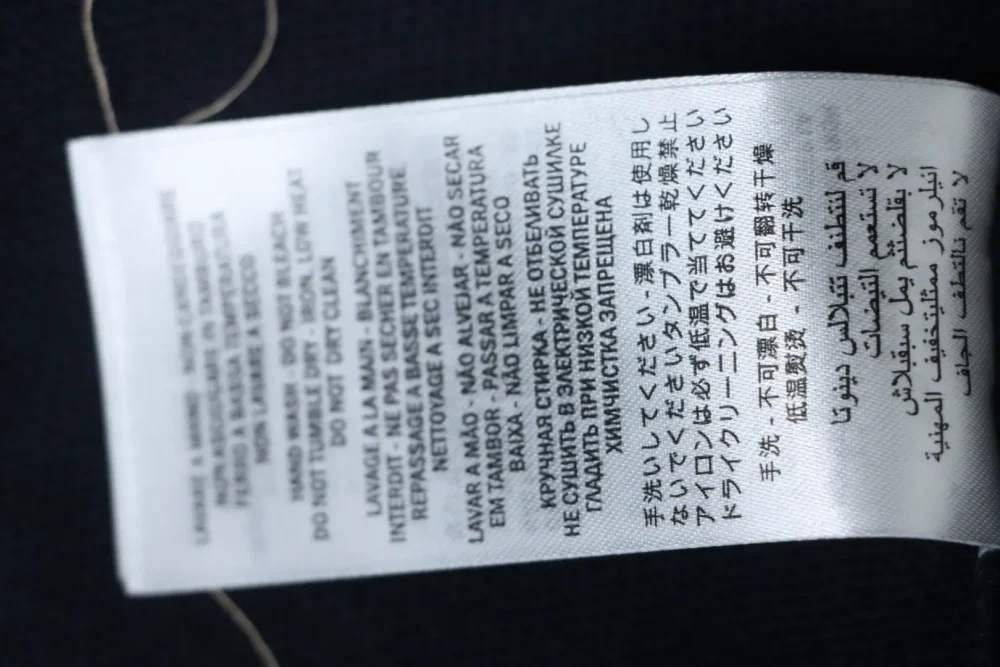 LAVARE A MANO - NON CANDEGGIARE
NON ASCIUGARE IN TAMBURO
FERRO A BASSA TEMPERATURA
NON LAVARE A SECO
HAND WASH - DO NOT BLEACH
DO NOT TUMBLE DRY - IRON, LOW HEAT
DO NOT DRY CLEAN
LAVAGE A LA MAIN - BLANCHIMENT
INTERDIT - NE PAS SECHER EN TAMBOUR
REPASSAGE A BASSE TEMPERATURE
NETTOYAGE A SEC INTERDIT
LAVAR A MÃO - NÃO ALVEJAR - NÃO SECAR
EM TAMBOR - PASSAR A TEMPERATURA
BAIXA - NÃO LIMPAR A SECO
КРУЧНАЯ СТИРКА - НЕ ОТБЕЛИВАТЬ
НЕ СУШИТЬ В ЭЛЕКТРИЧЕСКОЙ СУШИЛКЕ
ГЛАДИТЬ ПРИ НИЗКОЙ ТЕМПЕРАТУРЕ
ХИМЧИСТКА ЗАПРЕЩЕНА
手洗いしてください - 漂白剤は使用し
ないでくださいタンブラー乾燥禁止
アイロンは必ず低温で当ててください
ドライクリーニングはお避けください
手洗 - 不可漂白 - 不可翻转干燥
低温熨烫 - 不可干洗
قم لتنطف
لا تستعمم التبضات
لا
لا تقم